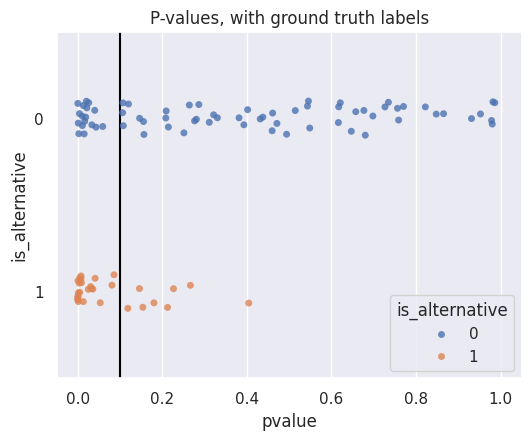 P-values, with ground truth labels
is_alternative
0
1
is_alternative
0
1
0.0 0.2 0.4 0.6 0.8 1.0
pvalue